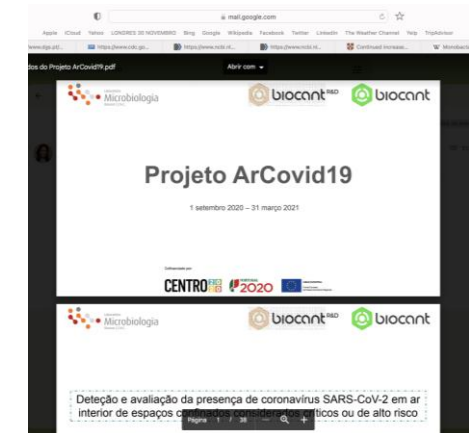 mail.google.com
Apple iCloud Yahoo LONDRES 30 NOVEMBRO Bing Google Wikipedia Facebook Twitter LinkedIn The Weather Channel Yelp TripAdvisor
https://www.cdc.go... https://www.ncbi.nl... https://www.ncbi.nl... Continued increase...
dos do Projeto ArCovid19.pdf Abrir com
Microbiologia biocant R&D biocant
Projeto ArCovid19
1 setembro 2020 – 31 março 2021
Cofinanciado por:
CENTRO 2020 PORTUGAL 2020
Microbiologia biocant R&D biocant
Deteção e avaliação da presença de coronavírus SARS-CoV-2 em ar
interior de espaços confinados considerados críticos ou de alto risco
Página 1 / 38